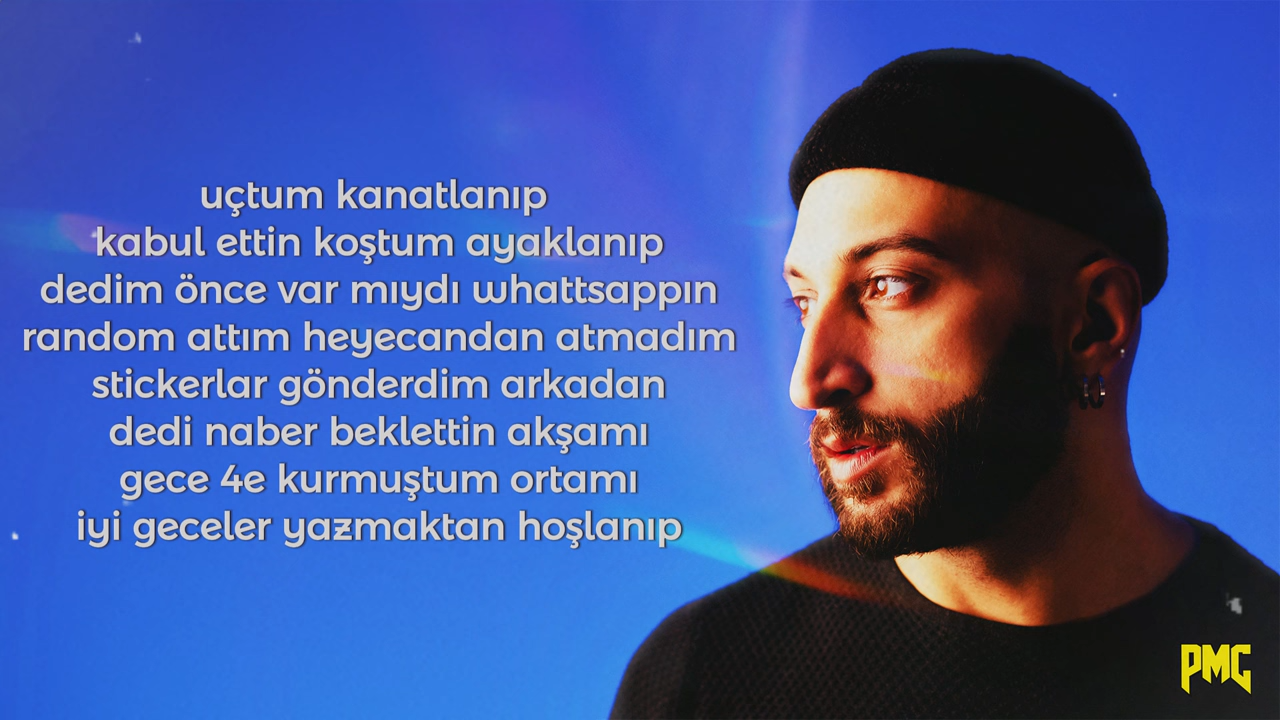 uçtum kanatlanıp
kabul ettin koştum ayaklanıp
dedim önce var mıydı whattsappın
random attım heyecandan atmadım
stickerlar gönderdim arkadan
dedi naber beklettin akşamı
gece 4e kurmuştum ortamı
iyi geceler yazmaktan hoşlanıp
PMC